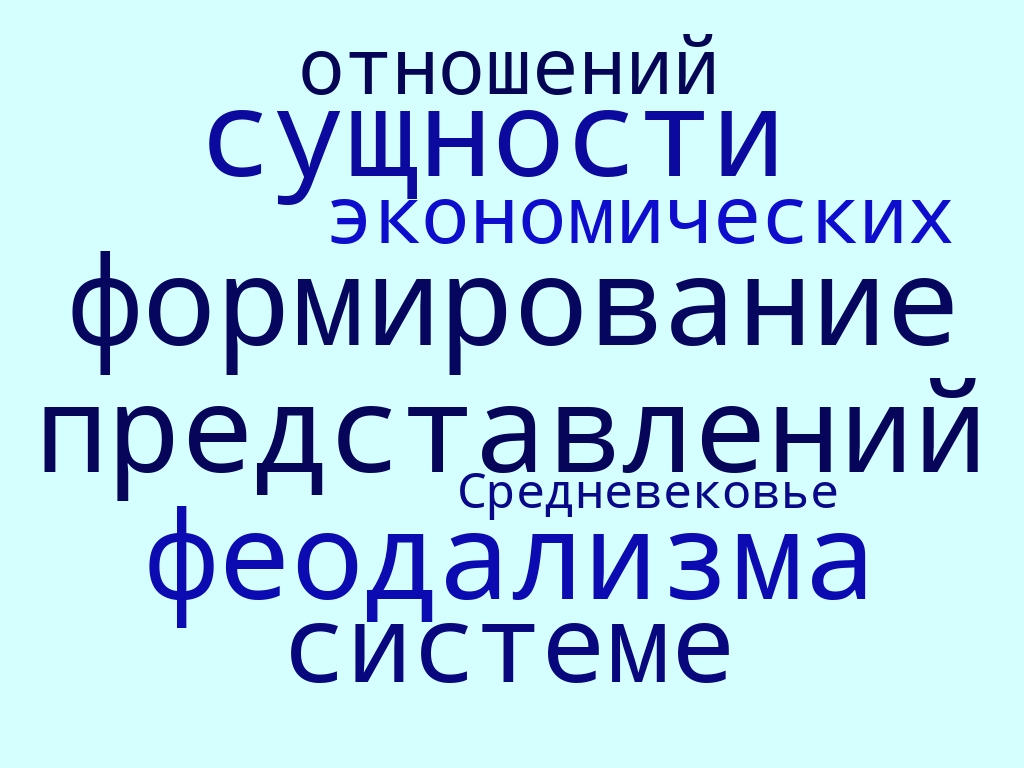 отношений
сущности
экономических
формирование
представлений
Средневековье
феодализма
системе